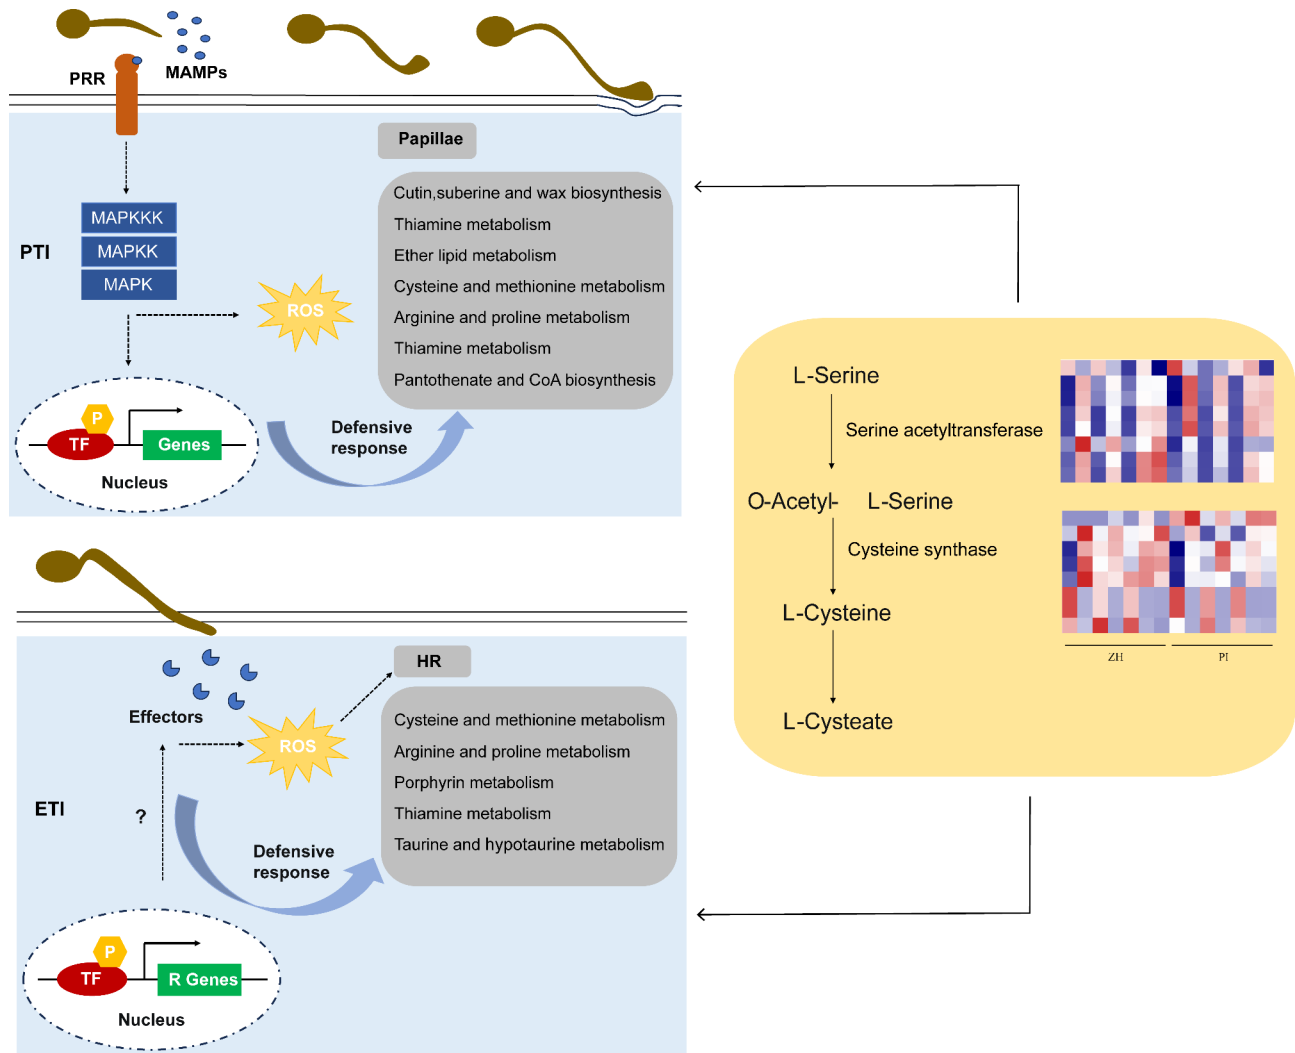 PRR
MAMPs
Papillae
Cutin,suberine and wax biosynthesis
Thiamine metabolism
Ether lipid metabolism
Cysteine and methionine metabolism
Arginine and proline metabolism
Thiamine metabolism
Pantothenate and CoA biosynthesis
PTI
MAPKKK
MAPKK
MAPK
ROS
P
TF
Genes
Nucleus
Defensive
response
Effectors
HR
Cysteine and methionine metabolism
Arginine and proline metabolism
Porphyrin metabolism
Thiamine metabolism
Taurine and hypotaurine metabolism
ROS
ETI
?
Defensive
response
P
TF
R Genes
Nucleus
L-Serine
Serine acetyltransferase
O-Acetyl- L-Serine
Cysteine synthase
L-Cysteine
L-Cysteate
ZH
PI